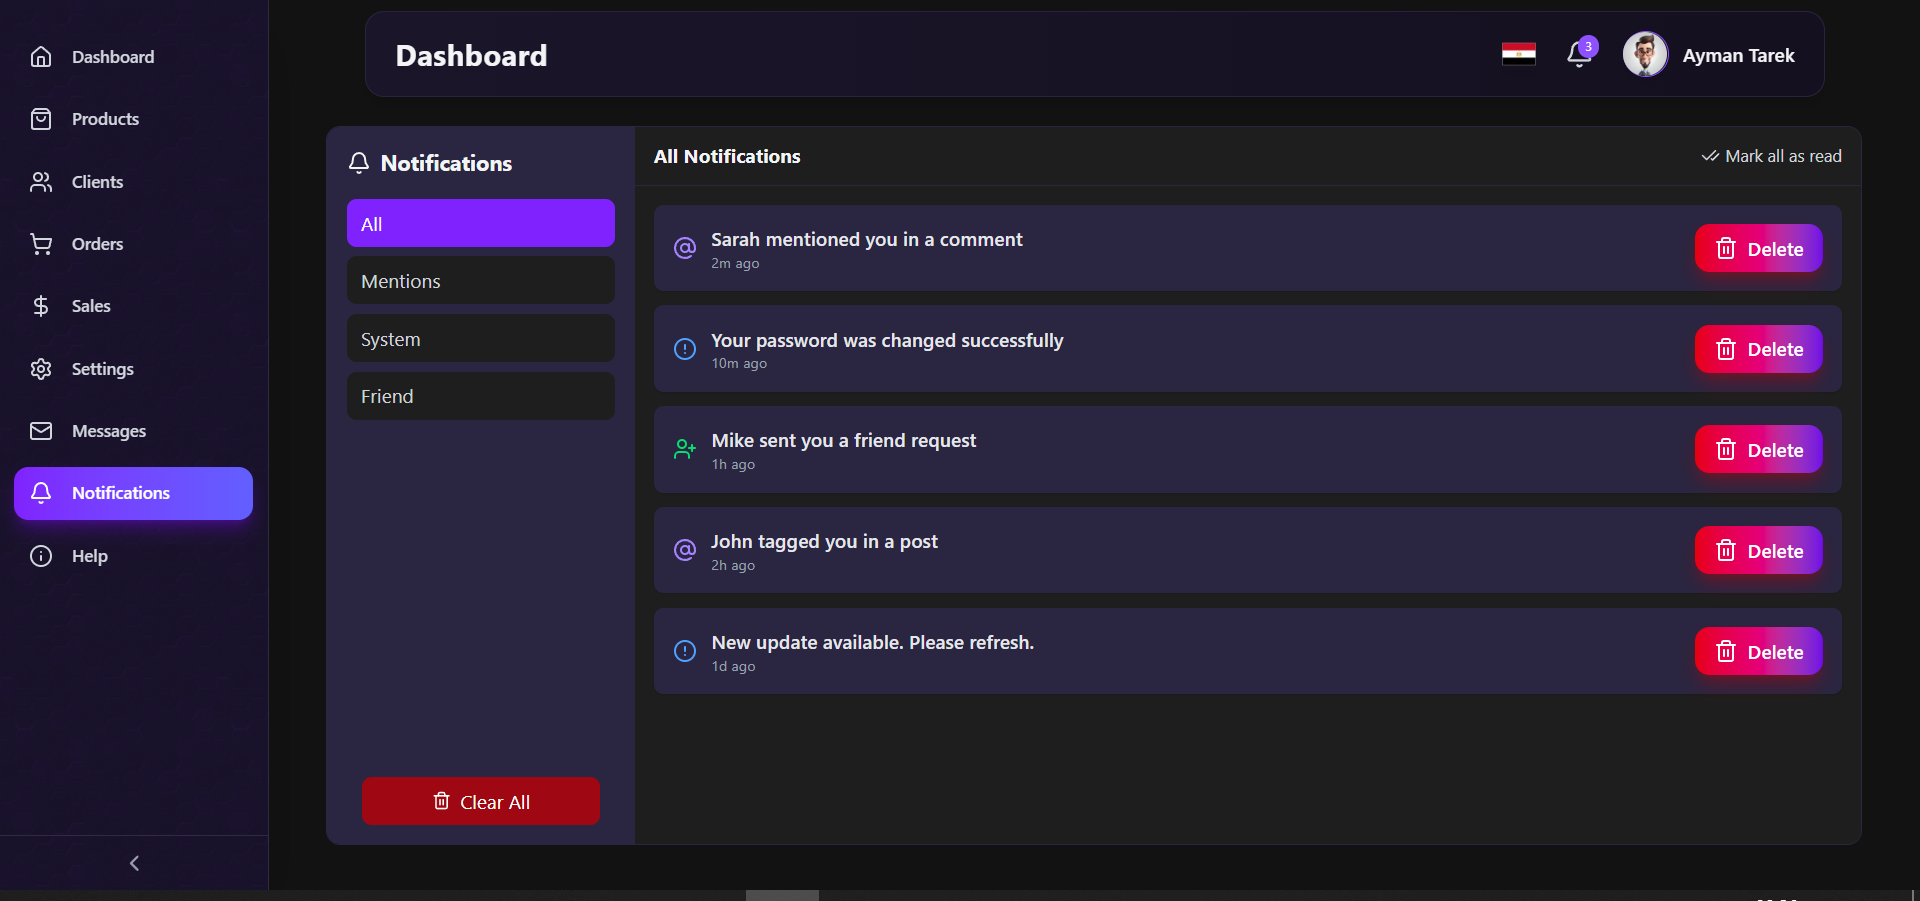 Dashboard
Products
Clients
Orders
Sales
Settings
Messages
Notifications
Help
Dashboard
3
Ayman Tarek
Notifications
All
Mentions
System
Friend
Clear All
All Notifications
Mark all as read
Sarah mentioned you in a comment
2m ago
Delete
Your password was changed successfully
10m ago
Delete
Mike sent you a friend request
1h ago
Delete
John tagged you in a post
2h ago
Delete
New update available. Please refresh.
1d ago
Delete